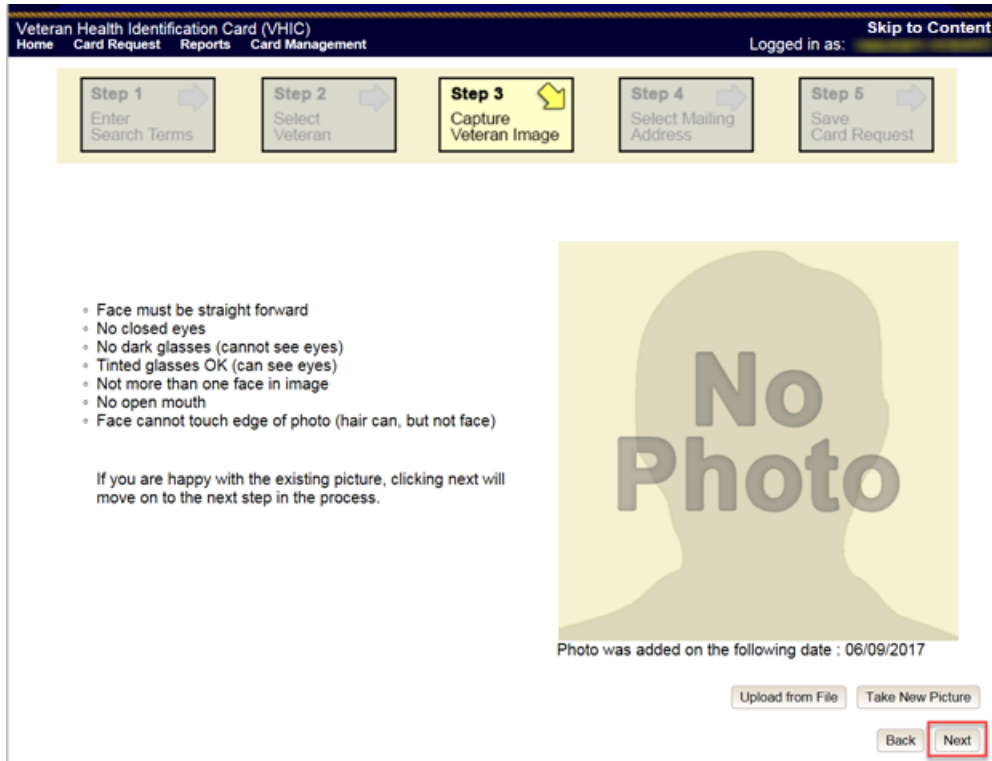 Veteran Health Identification Card (VHIC)
Skip to Content
Home Card Request Reports Card Management
Logged in as:
Step 1
Enter
Search Terms
Step 2
Select
Veteran
Step 3
Capture
Veteran Image
Step 4
Select Mailing
Address
Step 5
Save
Card Request
Face must be straight forward
No closed eyes
No dark glasses (cannot see eyes)
Tinted glasses OK (can see eyes)
Not more than one face in image
No open mouth
Face cannot touch edge of photo (hair can, but not face)
If you are happy with the existing picture, clicking next will
move on to the next step in the process.
No
Photo
Photo was added on the following date : 06/09/2017
Upload from File Take New Picture
Back Next